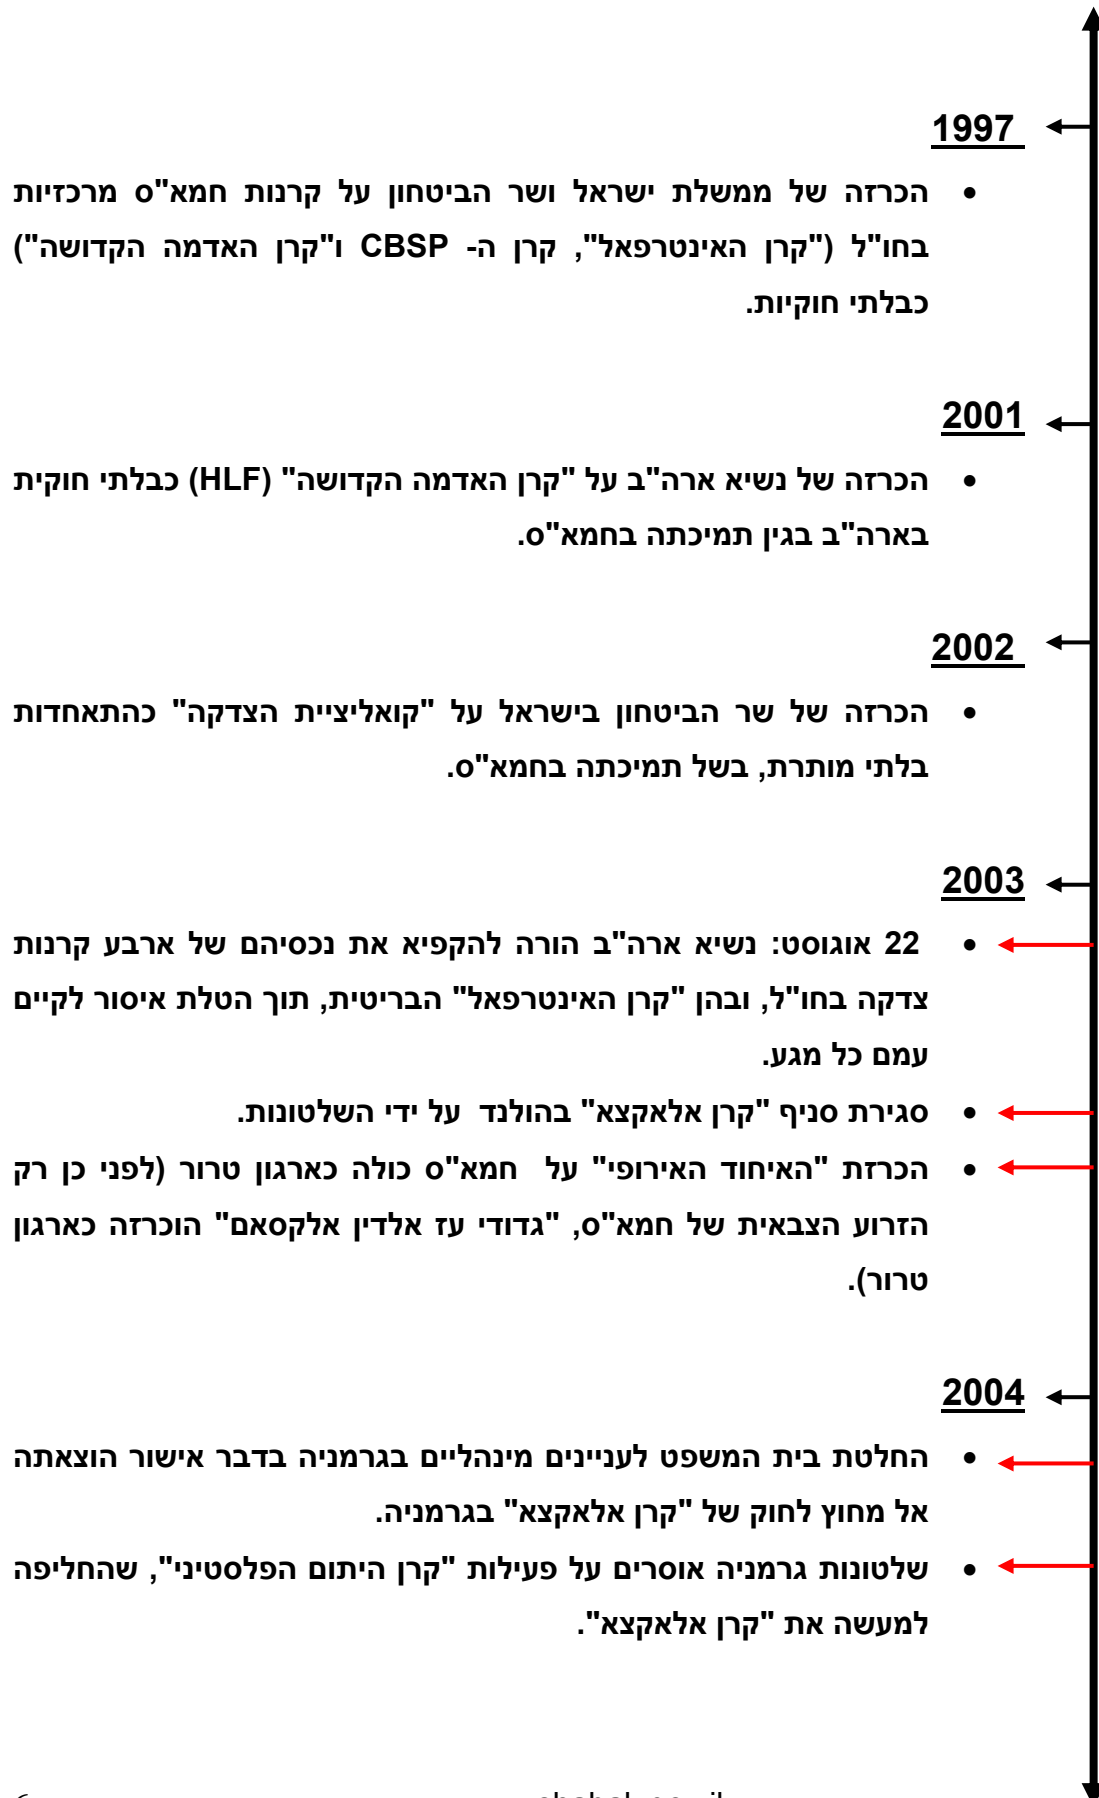 1997
• הכרזה של ממשלת ישראל ושר הביטחון על קרנות חמא"ס מרכזיות
בחו"ל ("קרן האינטרפאל", קרן ה- CBSP ו"קרן האדמה הקדושה")
כבלתי חוקיות.
2001
• הכרזה של נשיא ארה"ב על "קרן האדמה הקדושה" (HLF) כבלתי חוקית
בארה"ב בגין תמיכתה בחמא"ס.
2002
• הכרזה של שר הביטחון בישראל על "קואליציית הצדקה" כהתאחדות
בלתי מותרת, בשל תמיכתה בחמא"ס.
2003
• 22 אוגוסט: נשיא ארה"ב הורה להקפיא את נכסיהם של ארבע קרנות
צדקה בחו"ל, ובהן "קרן האינטרפאל" הבריטית, תוך הטלת איסור לקיים
עמם כל מגע.
• סגירת סניף "קרן אלאקצא" בהולנד על ידי השלטונות.
• הכרזת "האיחוד האירופי" על חמא"ס כולה כארגון טרור (לפני כן רק
הזרוע הצבאית של חמא"ס, "גדודי עז אלדין אלקסאם" הוכרזה כארגון
טרור).
2004
• החלטת בית המשפט לעניינים מינהליים בגרמניה בדבר אישור הוצאתה
אל מחוץ לחוק של "קרן אלאקצא" בגרמניה.
• שלטונות גרמניה אוסרים על פעילות "קרן היתום הפלסטיני", שהחליפה
למעשה את "קרן אלאקצא".